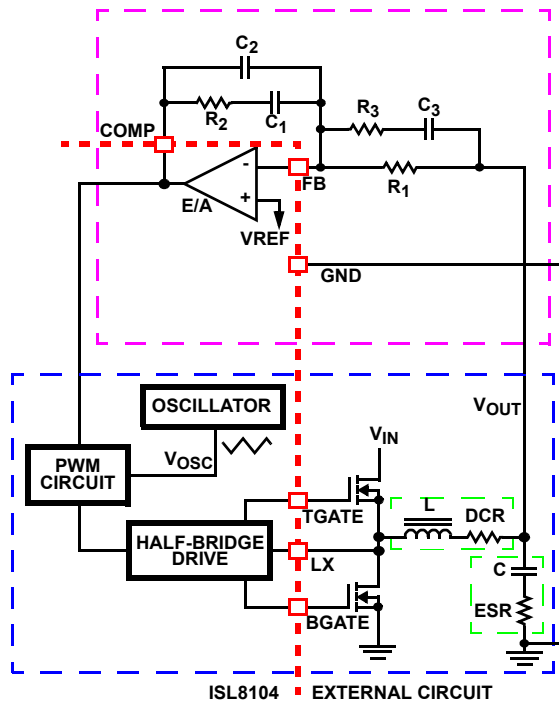 C2
COMP
R2
C1
R3
C3
-
+
E/A
FB
R1
VREF
GND
OSCILLATOR
VOUT
VIN
PWM
CIRCUIT
VOSC
TGATE
L
DCR
HALF-BRIDGE
DRIVE
LX
C
ESR
BGATE
ISL8104
EXTERNAL CIRCUIT